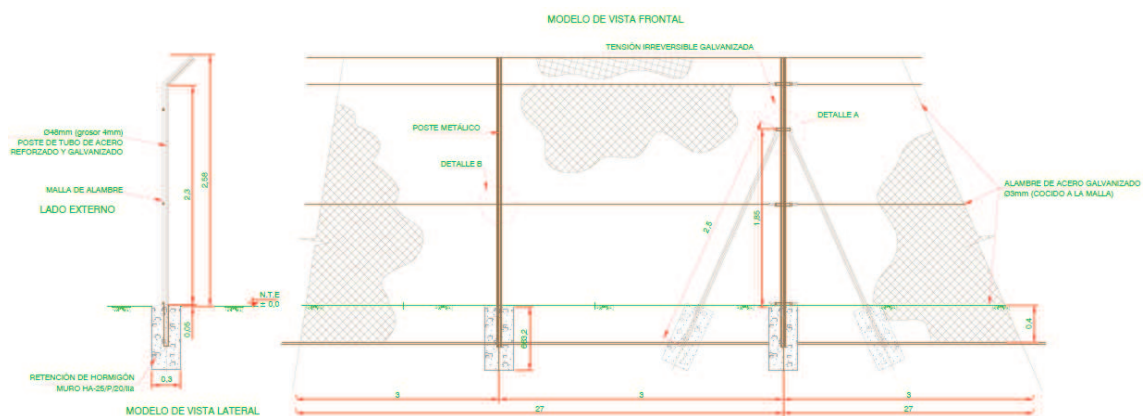 MODELO DE VISTA FRONTAL
TENSIÓN IRREVERSIBLE GALVANIZADA
DETALLE A
POSTE METÁLICO
DETALLE B
Ø48mm (grosor 4mm)
POSTE DE TUBO DE ACERO
REFORZADO Y GALVANIZADO
MALLA DE ALAMBRE
LADO EXTERNO
2,3
2,58
2,5
1,85
ALAMBRE DE ACERO GALVANIZADO
Ø3mm (COCIDO A LA MALLA)
N.T.E
± 0,0
0,05
0,4
0,3
RETENCIÓN DE HORMIGÓN
MURO HA-25/P/20/IIa
MODELO DE VISTA LATERAL
3
3
3
27
27